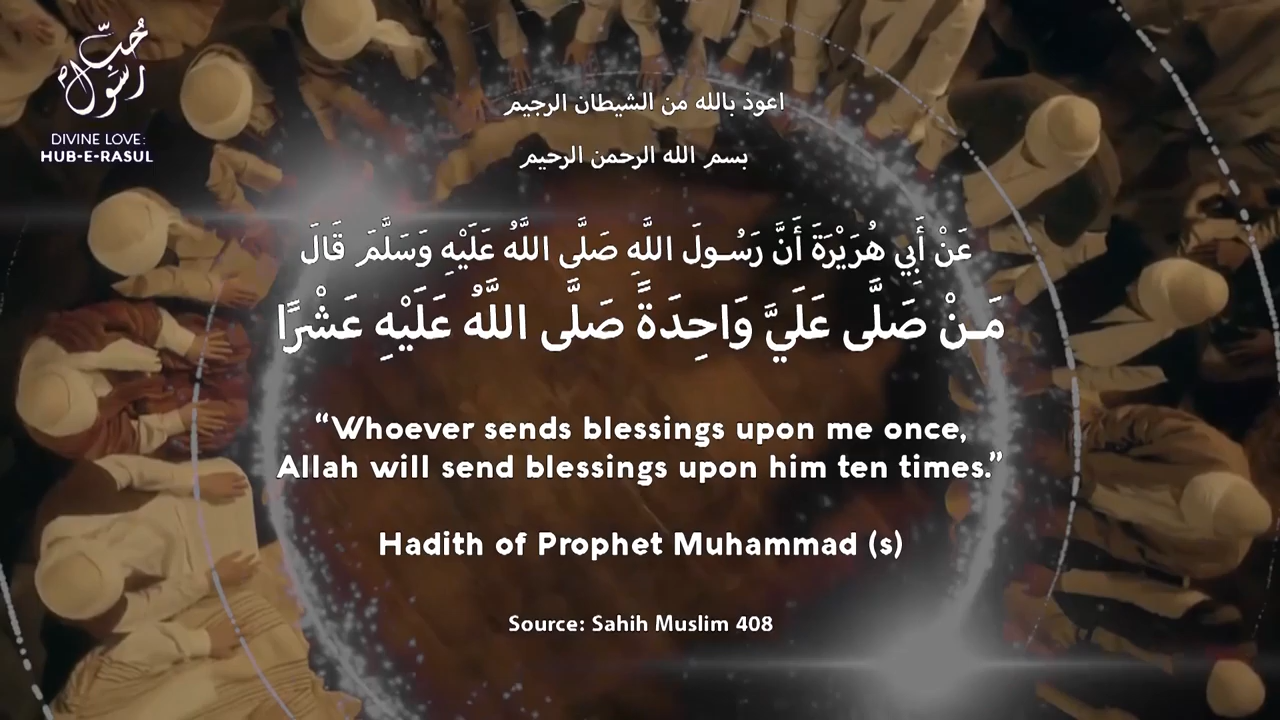 حُبِّ رَسُول
DIVINE LOVE:
HUB-E-RASUL
اعوذ بالله من الشيطان الرجيم
بسم الله الرحمن الرحيم
عَنْ أَبِي هُرَيْرَةَ أَنَّ رَسُولَ اللَّهِ صَلَّى اللَّهُ عَلَيْهِ وَسَلَّمَ قَالَ
مَنْ صَلَّى عَلَيَّ وَاحِدَةً صَلَّى اللَّهُ عَلَيْهِ عَشْرًا
“Whoever sends blessings upon me once,
Allah will send blessings upon him ten times.”
Hadith of Prophet Muhammad (s)
Source: Sahih Muslim 408